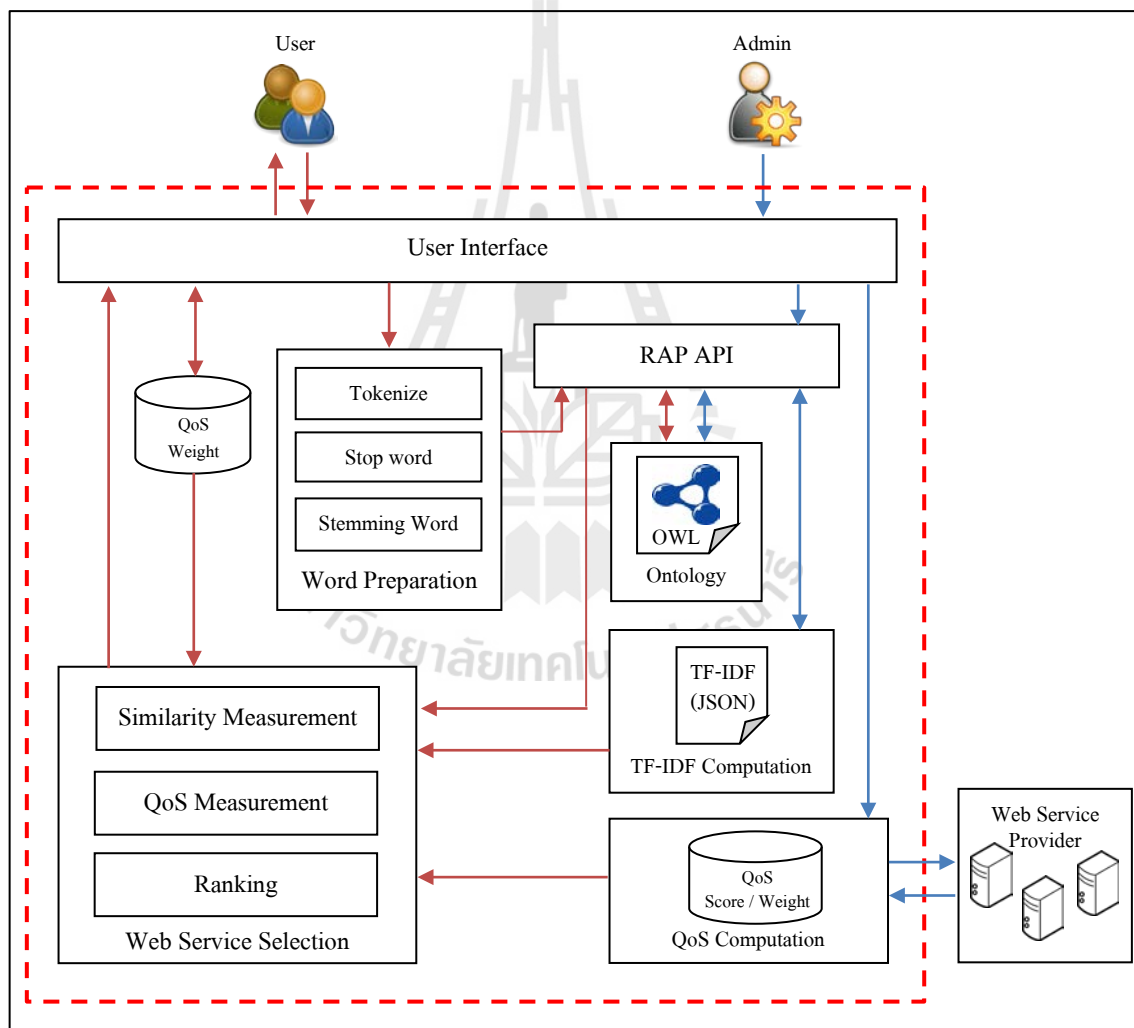 User
Admin
User Interface
RAP API
Tokenize
Stop word
Stemming Word
Word Preparation
QoS
Weight
OWL
Ontology
TF-IDF
(JSON)
TF-IDF Computation
Similarity Measurement
QoS Measurement
Ranking
Web Service Selection
QoS
Score / Weight
QoS Computation
Web Service
Provider